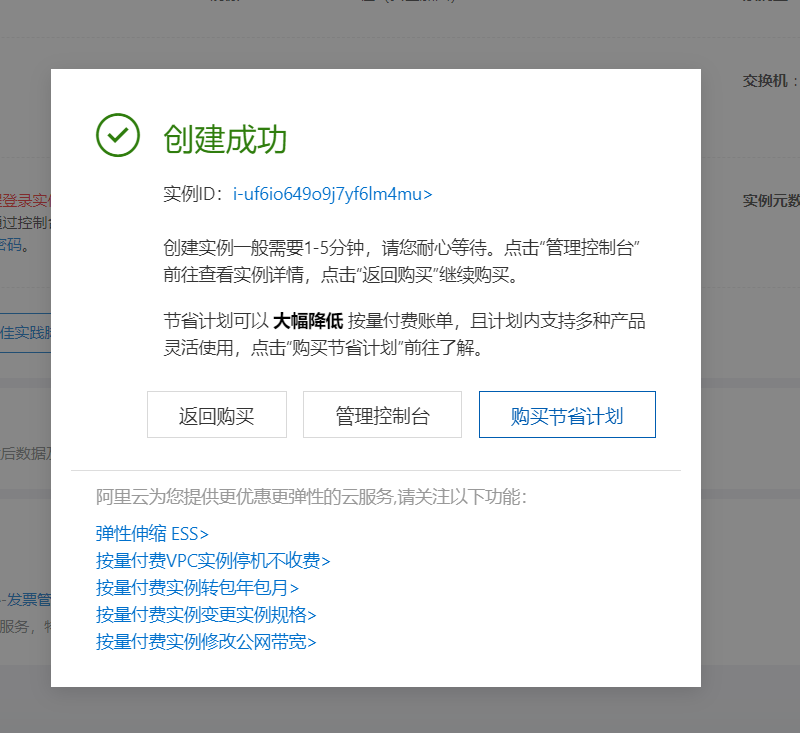 交换机：
创建成功
实例ID：i-uf6io649o9j7yf6lm4mu>
登录实
实例元数
通过控制
密码。
创建实例一般需要1-5分钟，请您耐心等待。点击“管理控制台”
前往查看实例详情，点击“返回购买”继续购买。
节省计划可以 大幅降低 按量付费账单，且计划内支持多种产品
灵活使用，点击“购买节省计划”前往了解。
佳实践
返回购买
管理控制台
购买节省计划
后数据
阿里云为您提供更优惠更弹性的云服务,请关注以下功能：
弹性伸缩 ESS>
按量付费VPC实例停机不收费>
按量付费实例转包年包月>
-发票管
按量付费实例变更实例规格>
服务，
按量付费实例修改公网带宽>